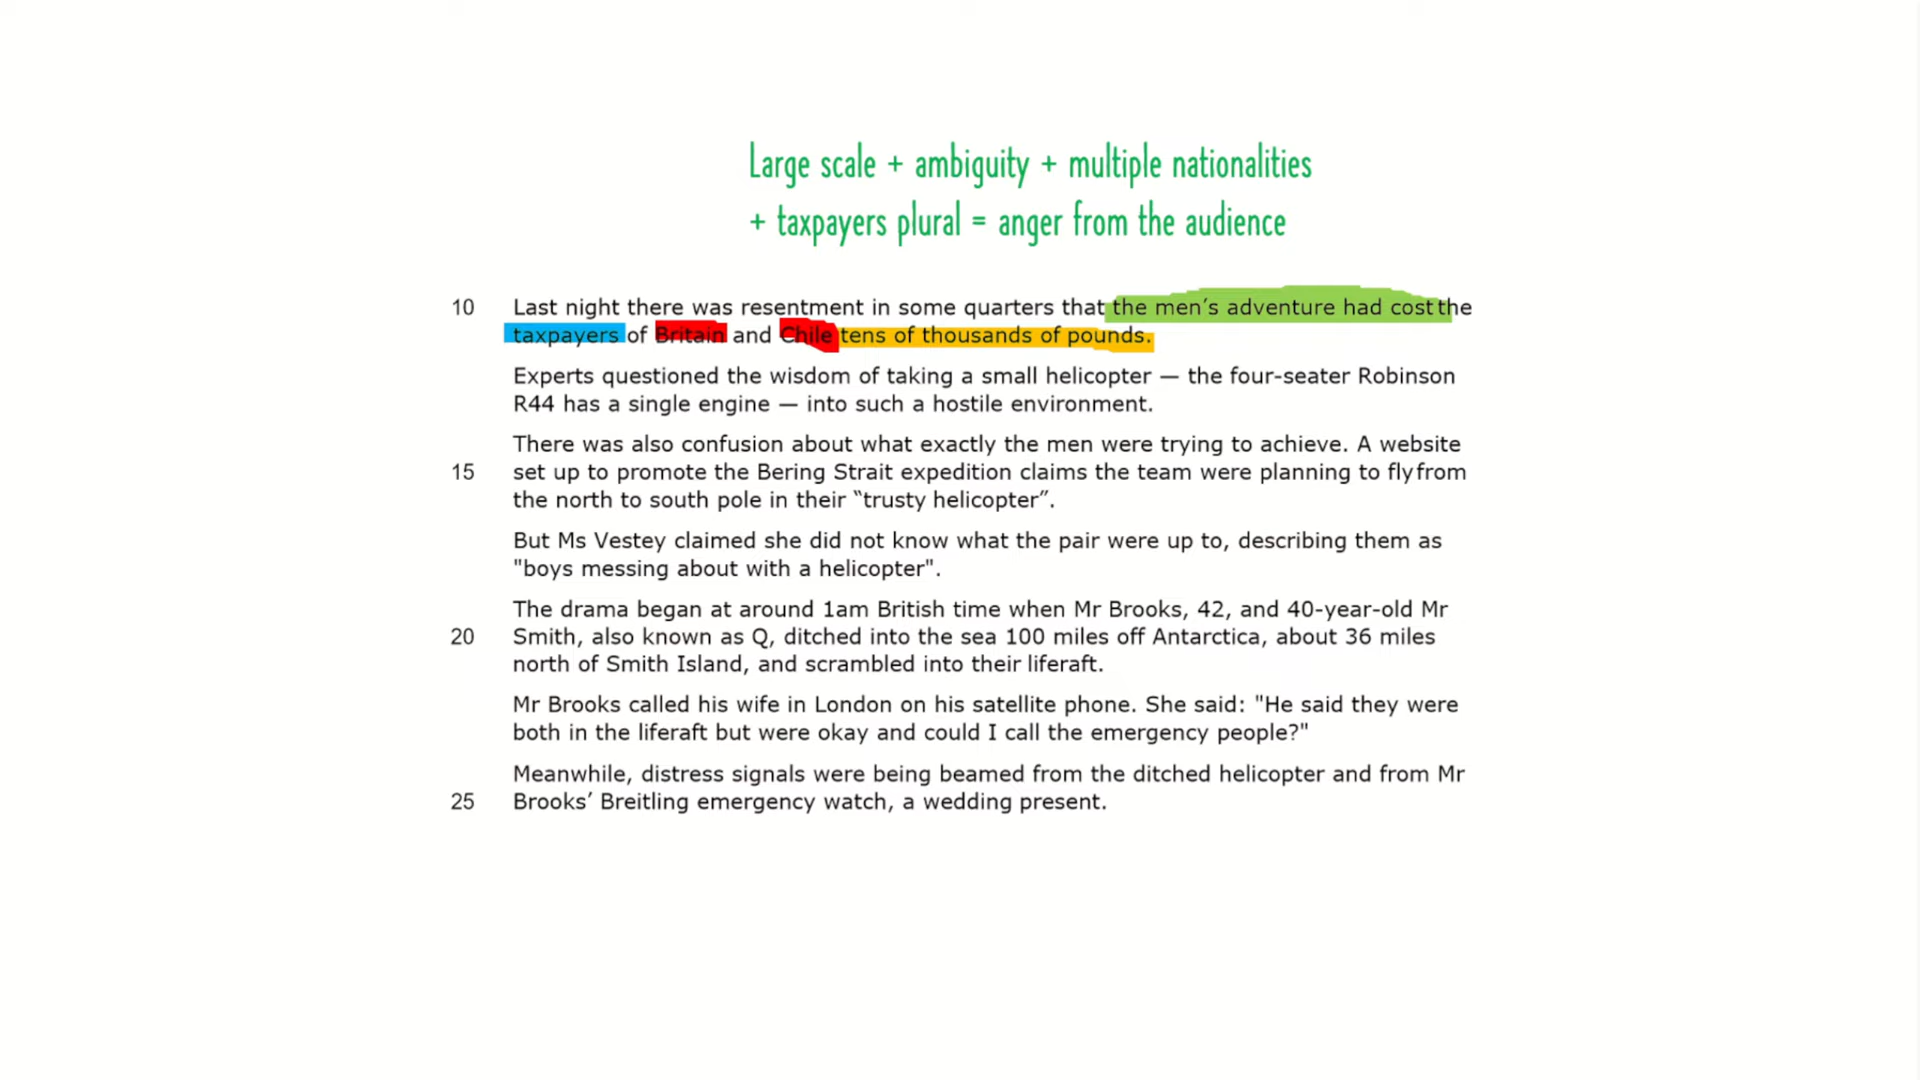 Large scale + ambiguity + multiple nationalities
+ taxpayers plural = anger from the audience
10 Last night there was resentment in some quarters that the men’s adventure had cost the
taxpayers of Britain and Chile tens of thousands of pounds.
Experts questioned the wisdom of taking a small helicopter — the four-seater Robinson
R44 has a single engine — into such a hostile environment.
There was also confusion about what exactly the men were trying to achieve. A website
15 set up to promote the Bering Strait expedition claims the team were planning to fly from
the north to south pole in their “trusty helicopter”.
But Ms Vestey claimed she did not know what the pair were up to, describing them as
"boys messing about with a helicopter".
The drama began at around 1am British time when Mr Brooks, 42, and 40-year-old Mr
20 Smith, also known as Q, ditched into the sea 100 miles off Antarctica, about 36 miles
north of Smith Island, and scrambled into their liferaft.
Mr Brooks called his wife in London on his satellite phone. She said: "He said they were
both in the liferaft but were okay and could I call the emergency people?"
Meanwhile, distress signals were being beamed from the ditched helicopter and from Mr
25 Brooks’ Breitling emergency watch, a wedding present.